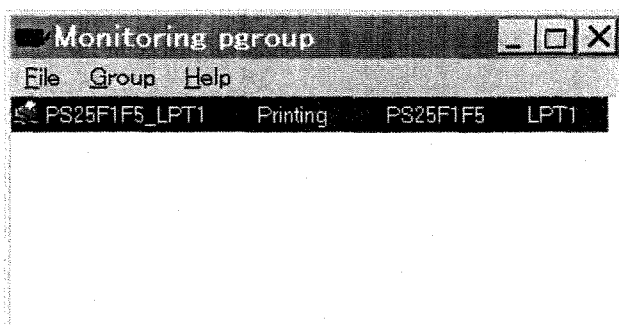 Monitoring pgroup
File Group Help
PS25F1F5_LPT1 Printing PS25F1F5 LPT1